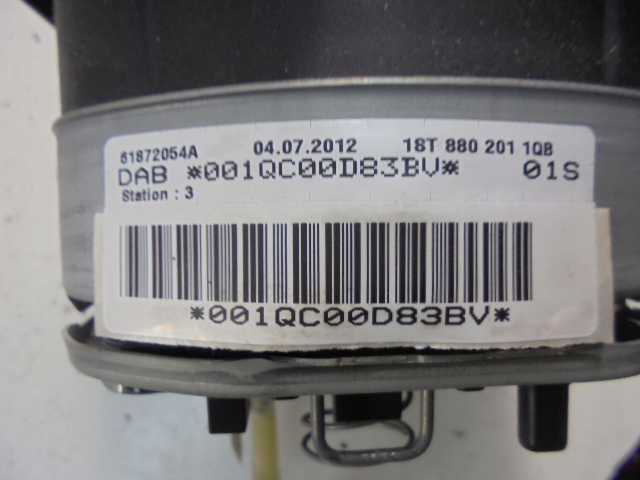 61872054A 04.07.2012 1ST 880 201 1QB
DAB *001QC00D83BV* 01S
Station : 3
*001QC00D83BV*